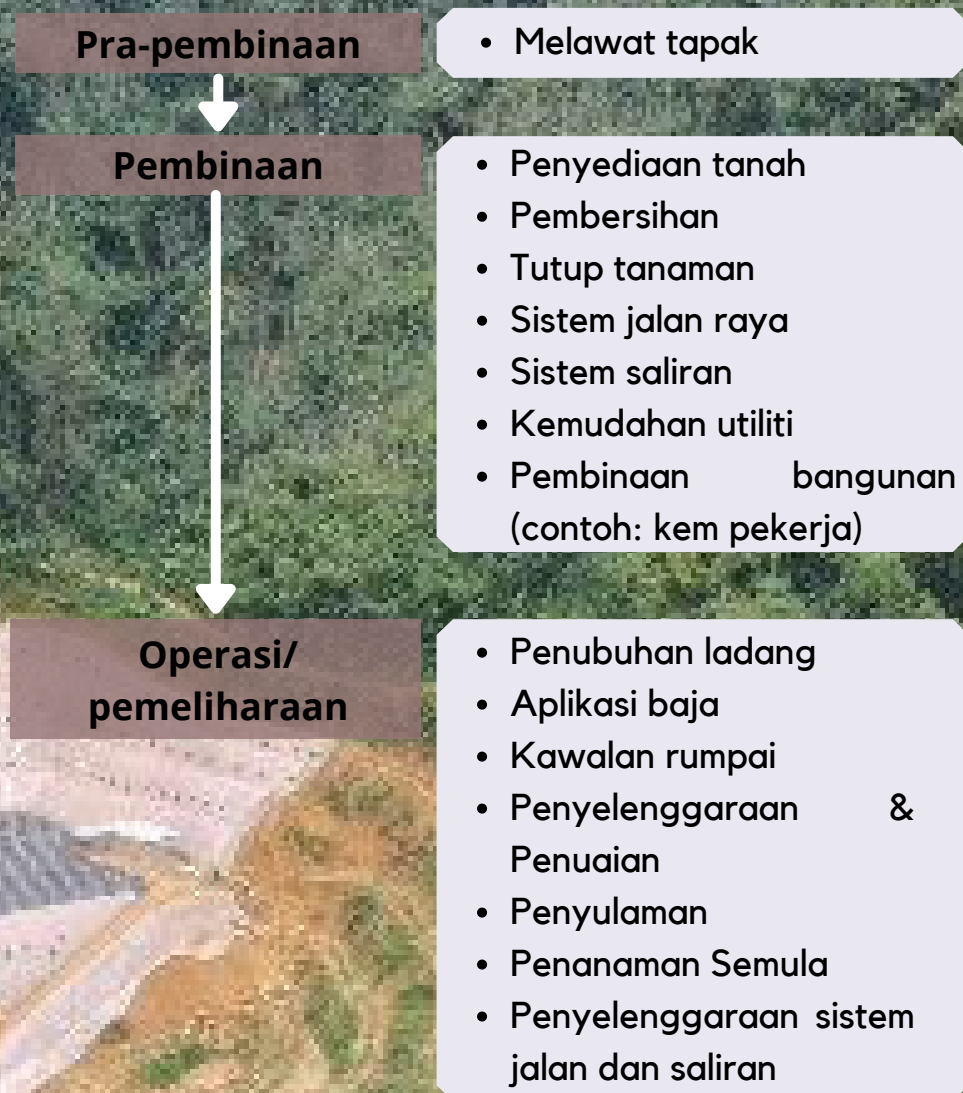 Pra-pembinaan
• Melawat tapak
Pembinaan
• Penyediaan tanah
• Pembersihan
• Tutup tanaman
• Sistem jalan raya
• Sistem saliran
• Kemudahan utiliti
• Pembinaan bangunan
(contoh: kem pekerja)
Operasi/
pemeliharaan
• Penubuhan ladang
• Aplikasi baja
• Kawalan rumpai
• Penyelenggaraan &
Penuaian
• Penyulaman
• Penanaman Semula
• Penyelenggaraan sistem
jalan dan saliran